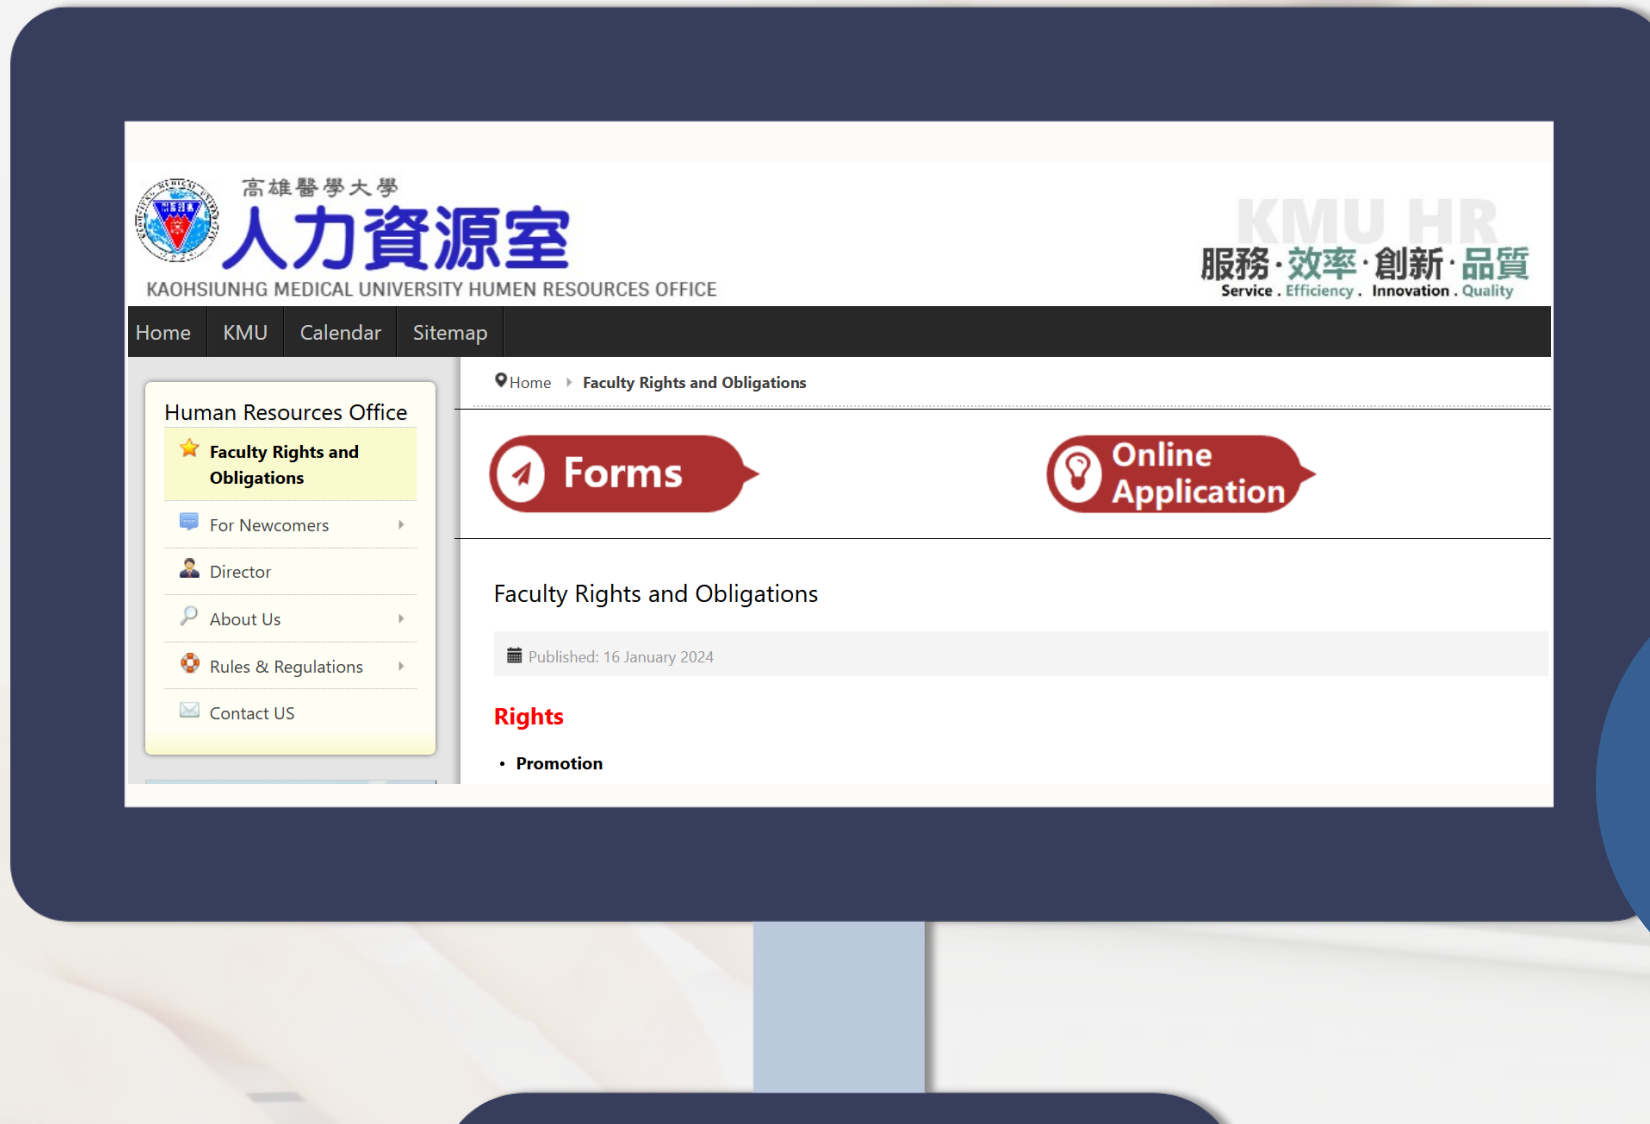 高雄醫學大學
人力資源室
KAOHSIUNHG MEDICAL UNIVERSITY HUMEN RESOURCES OFFICE
KMU HR
服務·效率·創新·品質
Service . Efficiency . Innovation . Quality
Home KMU Calendar Sitemap
Human Resources Office
Faculty Rights and
Obligations
For Newcomers
Director
About Us
Rules & Regulations
Contact US
Home Faculty Rights and Obligations
Forms
Online
Application
Faculty Rights and Obligations
Published: 16 January 2024
Rights
• Promotion